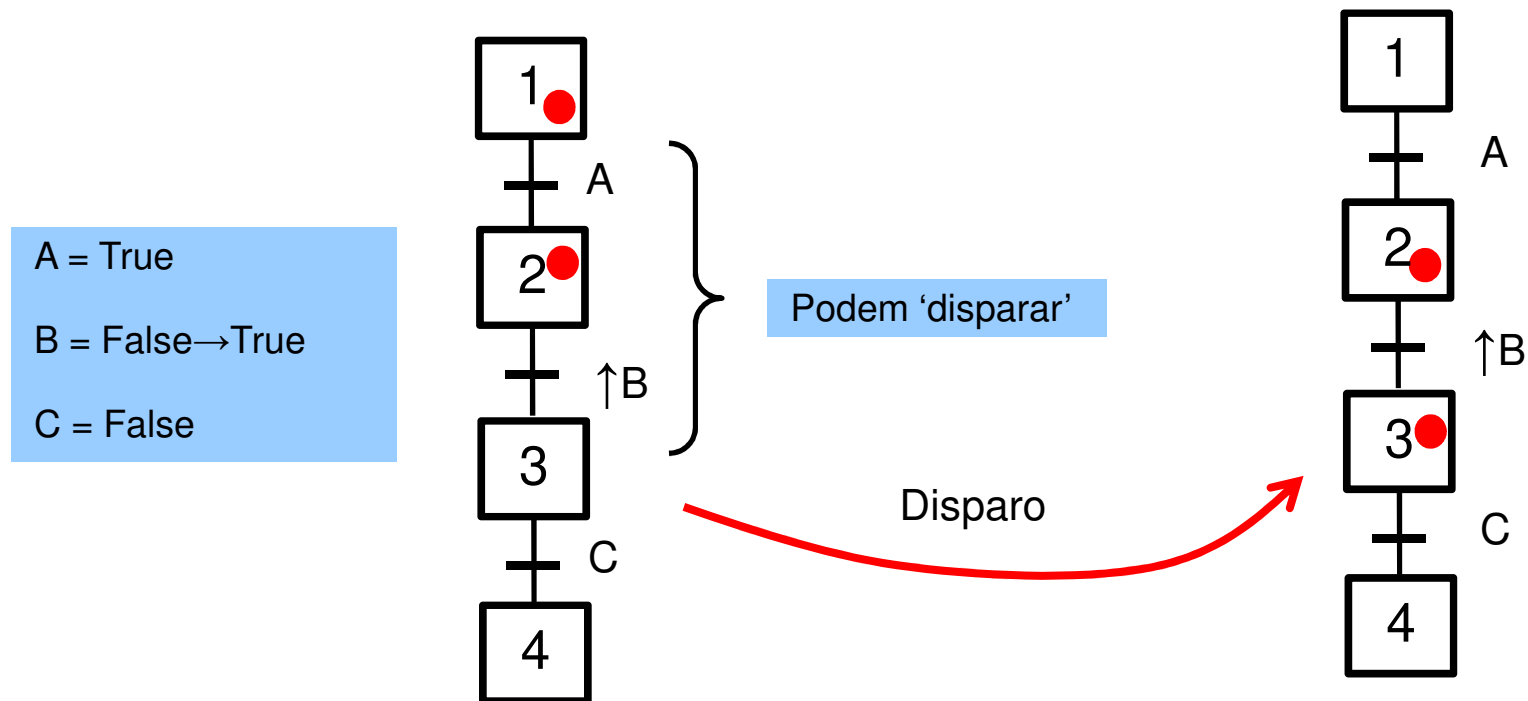 A = True
B = False→True
C = False
1
A
2
↑B
3
C
4
Podem ‘disparar’
Disparo
1
A
2
↑B
3
C
4